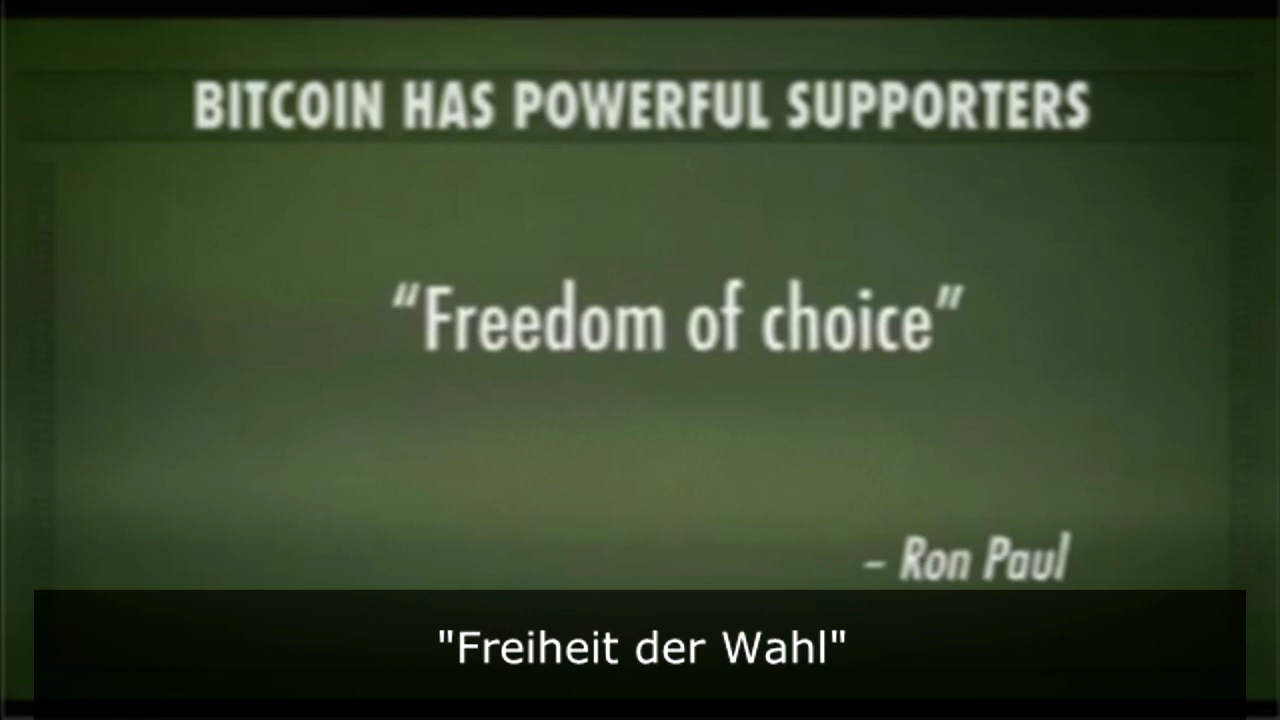 BITCOIN HAS POWERFUL SUPPORTERS
“Freedom of choice”
– Ron Paul
"Freiheit der Wahl"